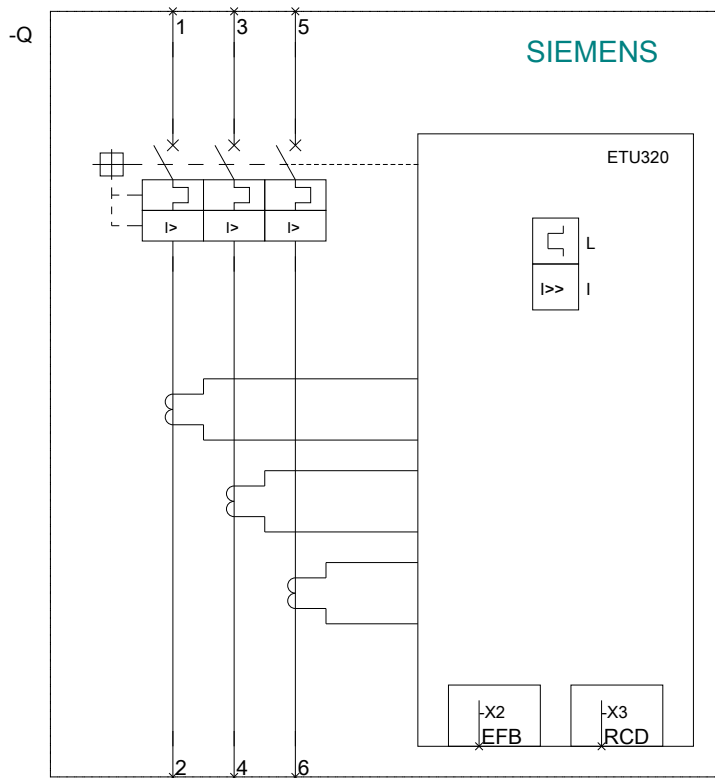 -Q
1 3 5
SIEMENS
ETU320
I> I> I>
L
I>> I
-X2 -X3
EFB RCD
2 4 6